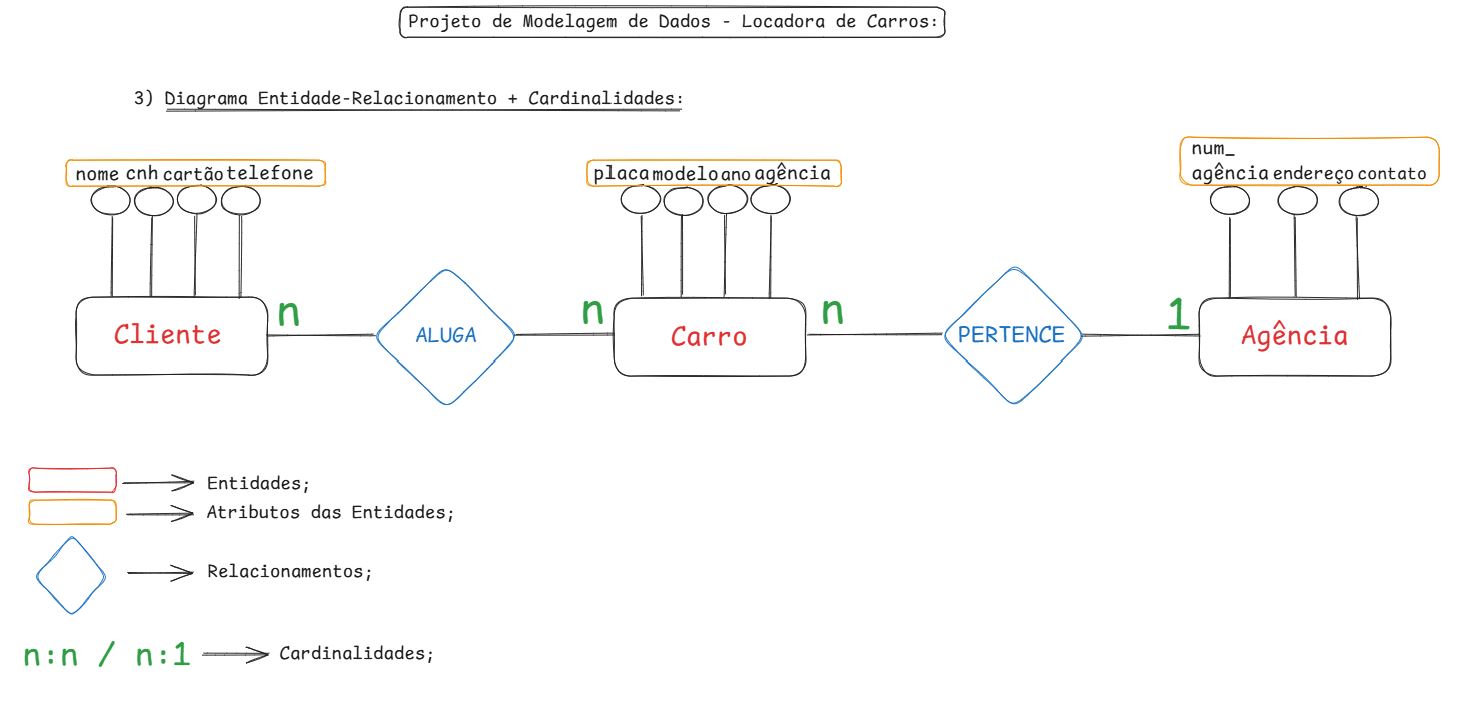 Projeto de Modelagem de Dados - Locadora de Carros:
3) Diagrama Entidade-Relacionamento + Cardinalidades:
nome cnh cartão telefone
placa modelo ano agência
num_
agência endereço contato
Cliente
n
ALUGA
n
Carro
n
PERTENCE
1
Agência
Entidades;
Atributos das Entidades;
Relacionamentos;
n:n / n:1
Cardinalidades;